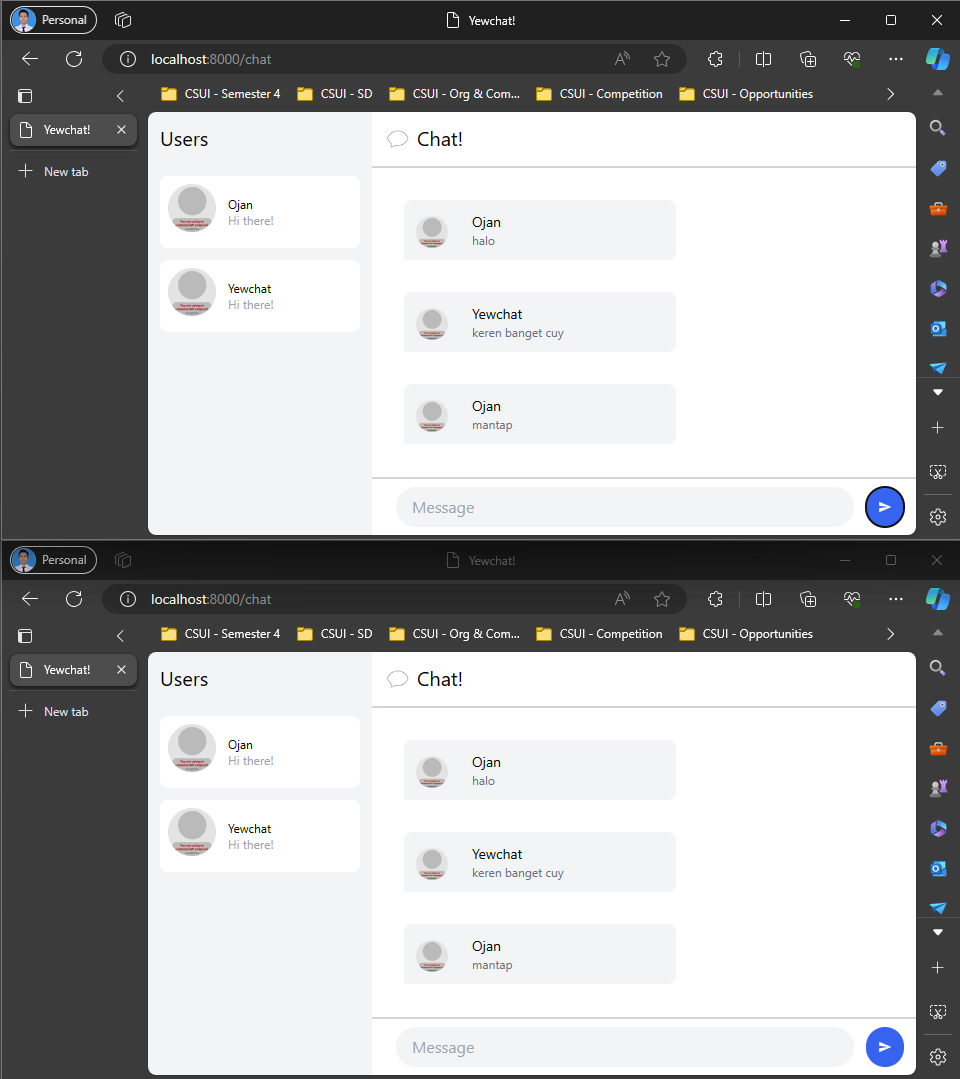 Personal
Yewchat!
localhost:8000/chat
CSUI - Semester 4
CSUI - SD
CSUI - Org & Com...
CSUI - Competition
CSUI - Opportunities
Yewchat!
New tab
Users
Ojan
Hi there!
Yewchat
Hi there!
Chat!
Ojan
halo
Yewchat
keren banget cuy
Ojan
mantap
Message
Personal
Yewchat!
localhost:8000/chat
CSUI - Semester 4
CSUI - SD
CSUI - Org & Com...
CSUI - Competition
CSUI - Opportunities
Yewchat!
New tab
Users
Ojan
Hi there!
Yewchat
Hi there!
Chat!
Ojan
halo
Yewchat
keren banget cuy
Ojan
mantap
Message